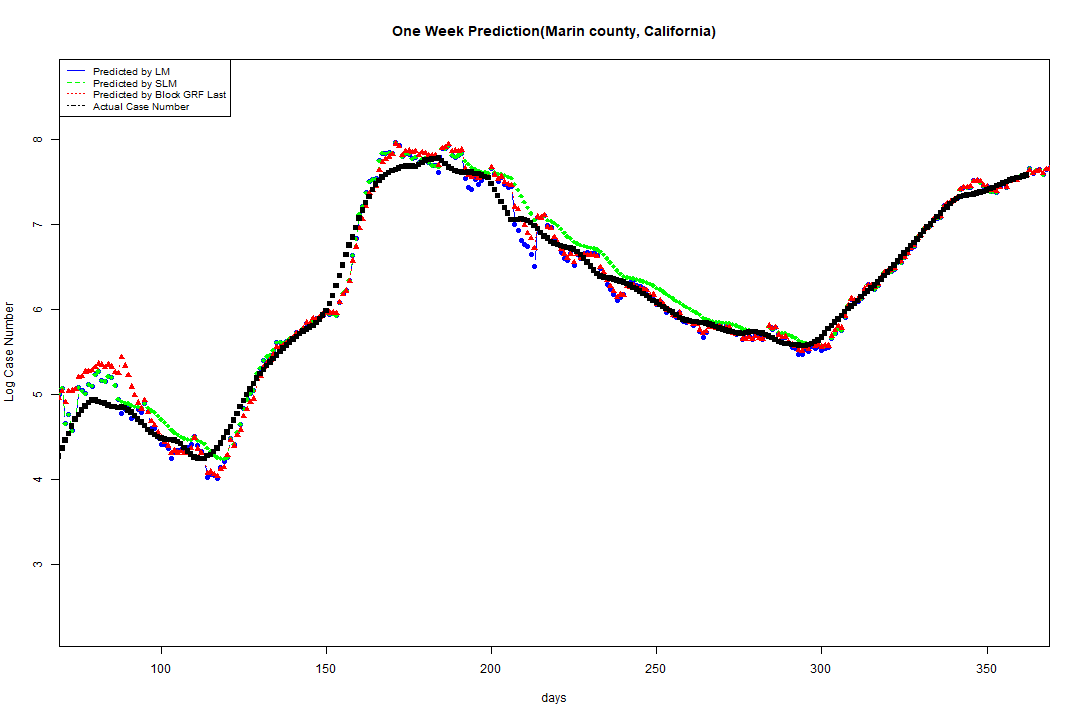 One Week Prediction(Marin county, California)
Predicted by LM
Predicted by SLM
Predicted by Block GRF Last
Actual Case Number
8
7
6
5
4
3
Log Case Number
100 150 200 250 300 350
days